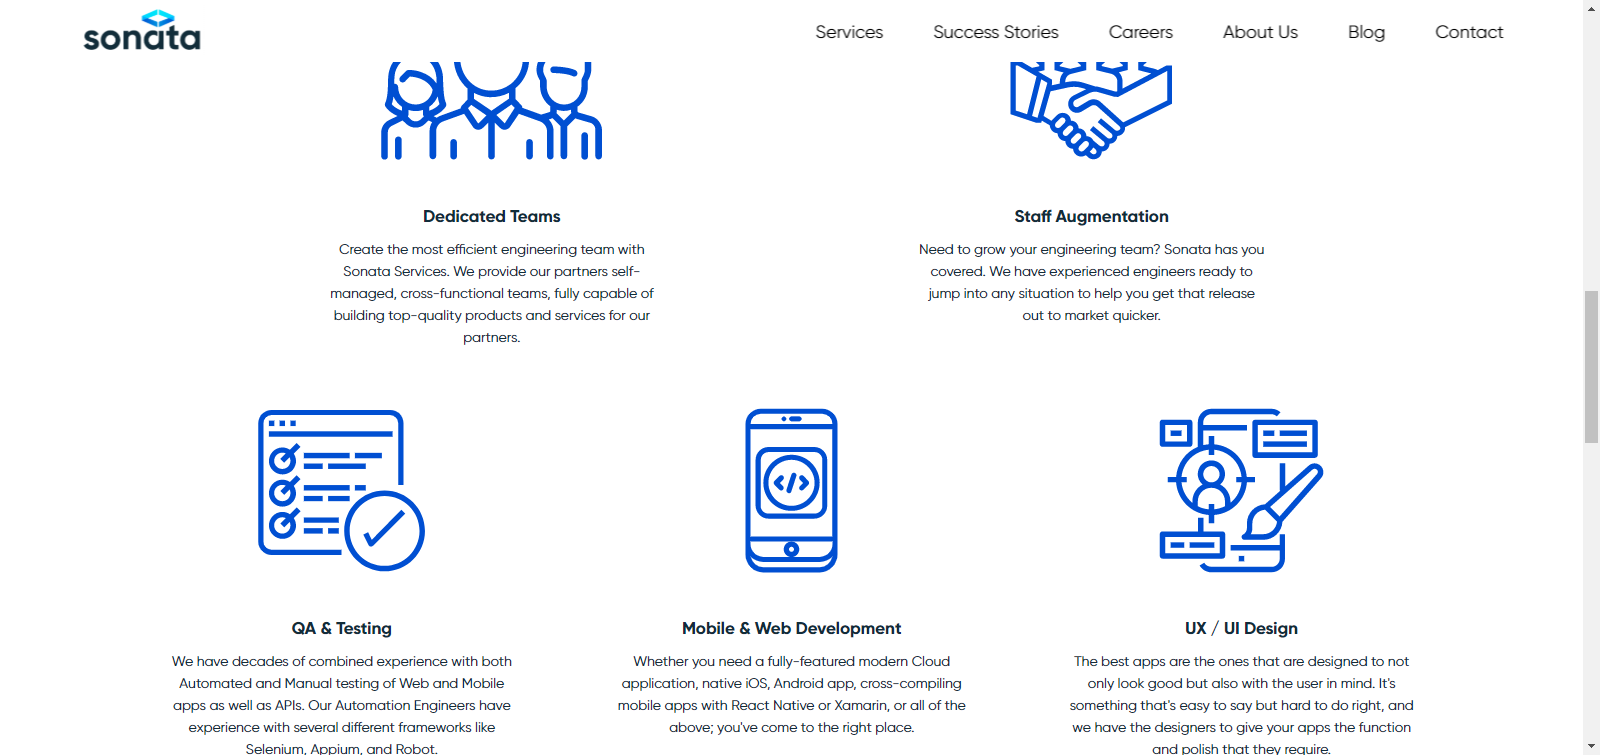 sonata
Services Success Stories Careers About Us Blog Contact
Dedicated Teams
Create the most efficient engineering team with
Sonata Services. We provide our partners self-
managed, cross-functional teams, fully capable of
building top-quality products and services for our
partners.
Staff Augmentation
Need to grow your engineering team? Sonata has you
covered. We have experienced engineers ready to
jump into any situation to help you get that release
out to market quicker.
QA & Testing
We have decades of combined experience with both
Automated and Manual testing of Web and Mobile
apps as well as APIs. Our Automation Engineers have
experience with several different frameworks like
Selenium, Appium, and Robot.
Mobile & Web Development
Whether you need a fully-featured modern Cloud
application, native iOS, Android app, cross-compiling
mobile apps with React Native or Xamarin, or all of the
above; you've come to the right place.
UX / UI Design
The best apps are the ones that are designed to not
only look good but also with the user in mind. It's
something that's easy to say but hard to do right, and
we have the designers to give your apps the function
and polish that they require.